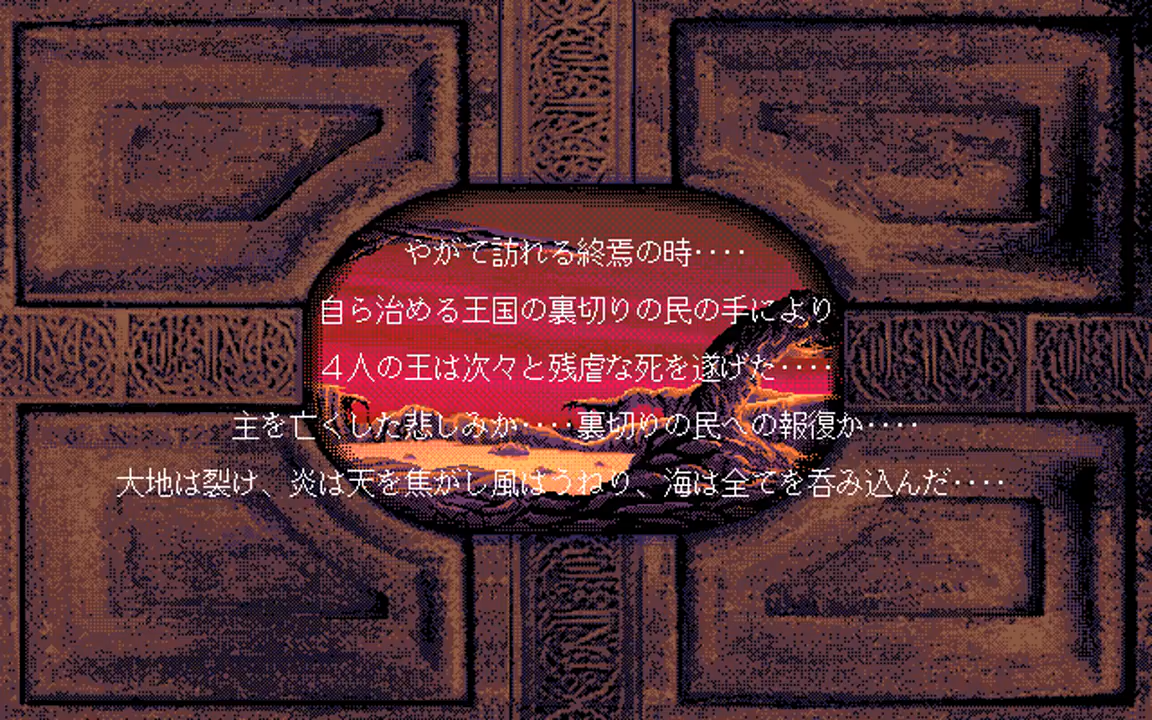 やがて訪れる終焉の時‥‥
自ら治める王国の裏切りの民の手により
４人の王は次々と残虐な死を遂げた‥‥
主を亡くした悲しみか‥‥裏切りの民への報復か‥‥
大地は裂け、炎は天を焦がし風はうねり、海は全てを呑み込んだ‥‥